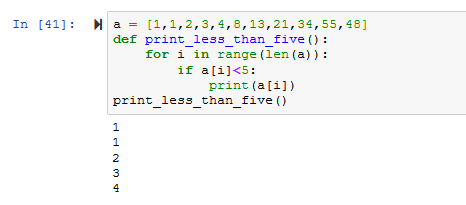 In [41]: a = [1,1,2,3,4,8,13,21,34,55,48]
def print_less_than_five():
    for i in range(len(a)):
        if a[i]<5:
            print(a[i])
print_less_than_five()
1
1
2
3
4